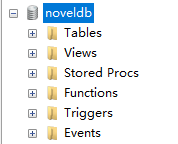 noveldb
Tables
Views
Stored Procs
Functions
Triggers
Events